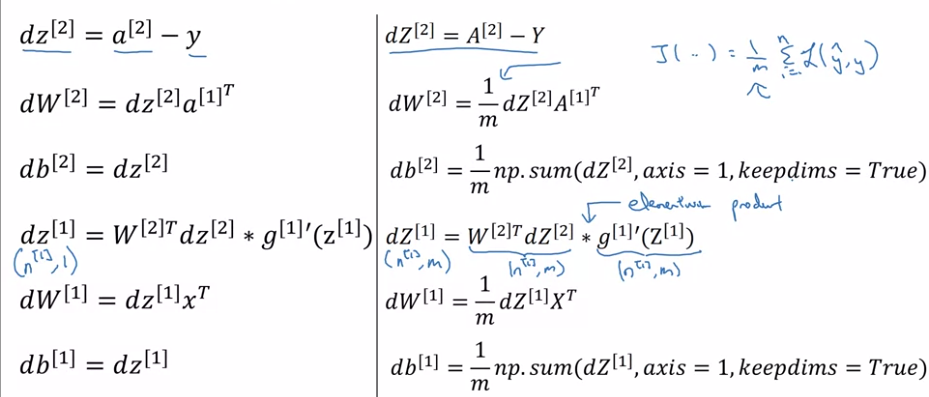 dz^[2] = a^[2] − y
dW^[2] = dz^[2]a^[1]^T
db^[2] = dz^[2]
dz^[1] = W^[2]T dz^[2] * g^[1]′(z^[1])
(n^[1], 1)
dW^[1] = dz^[1]x^T
db^[1] = dz^[1]
dZ^[2] = A^[2] − Y
J(..) = 1/m Σ_{i=1}^{n} L(ŷ, y)
dW^[2] = 1/m dZ^[2]A^[1]^T
db^[2] = 1/m np.sum(dZ^[2], axis = 1, keepdims = True)
elementwise product
dZ^[1] = W^[2]T dZ^[2] * g^[1]′(Z^[1])
(n^[1], m) (n^[1], m) (n^[1], m)
dW^[1] = 1/m dZ^[1]X^T
db^[1] = 1/m np.sum(dZ^[1], axis = 1, keepdims = True)